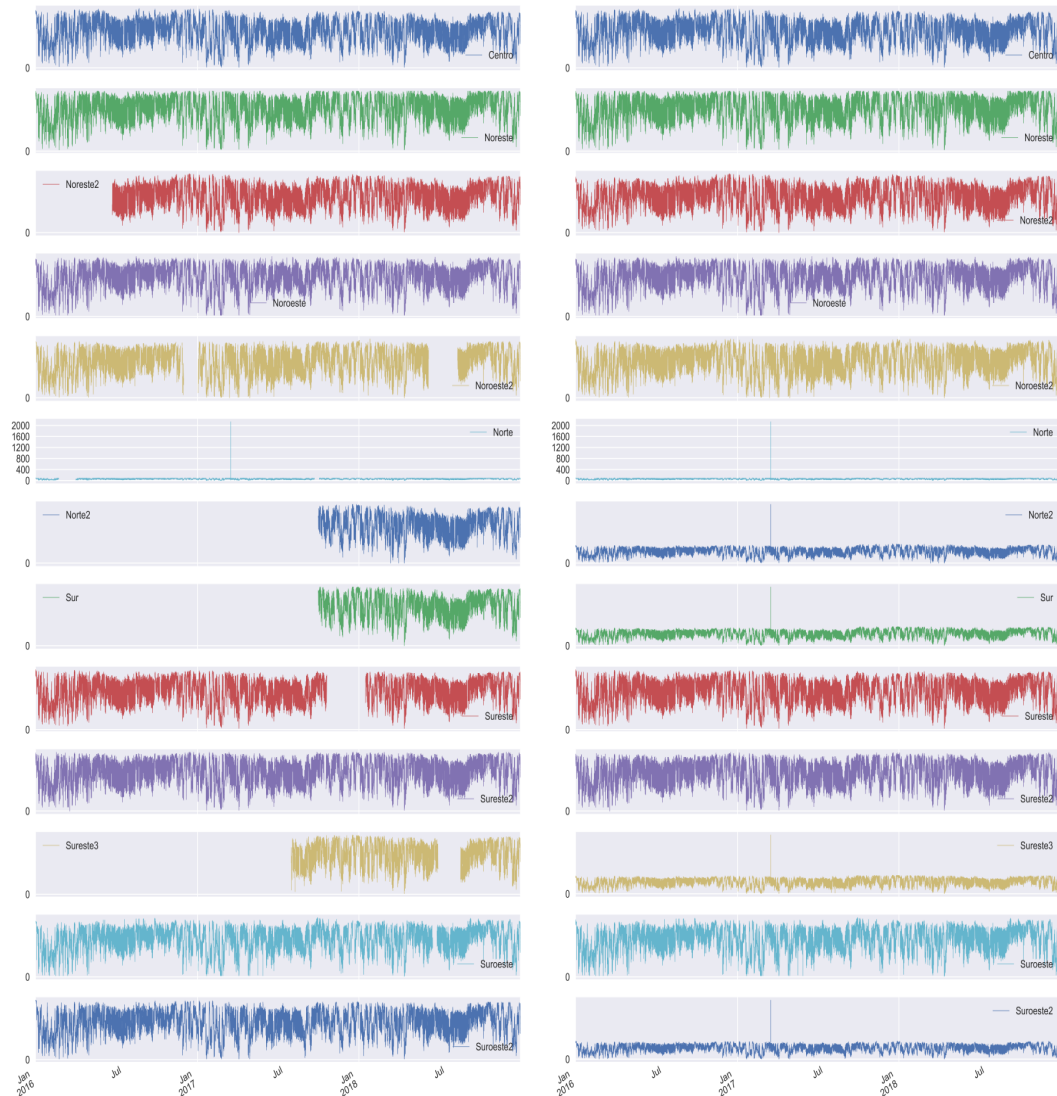 Centro Centro
0 0
Noreste Noreste
0 0
Noreste2
Noreste2
0 0
Noroeste Noroeste
0 0
Noroeste2 Noroeste2
0 0
2000 Norte 2000 Norte
1600 1600
1200 1200
800 800
400 400
0 0
Norte2 Norte2
0 0
Sur Sur
0 0
Sureste Sureste
0 0
Sureste2 Sureste2
0 0
Sureste3 Sureste3
0 0
Suroeste Suroeste
0 0
Suroeste2
Suroeste2
0 0
Jan Jul Jan Jul Jan Jul Jan Jul Jan Jul Jan Jul
2016 2017 2018 2016 2017 2018